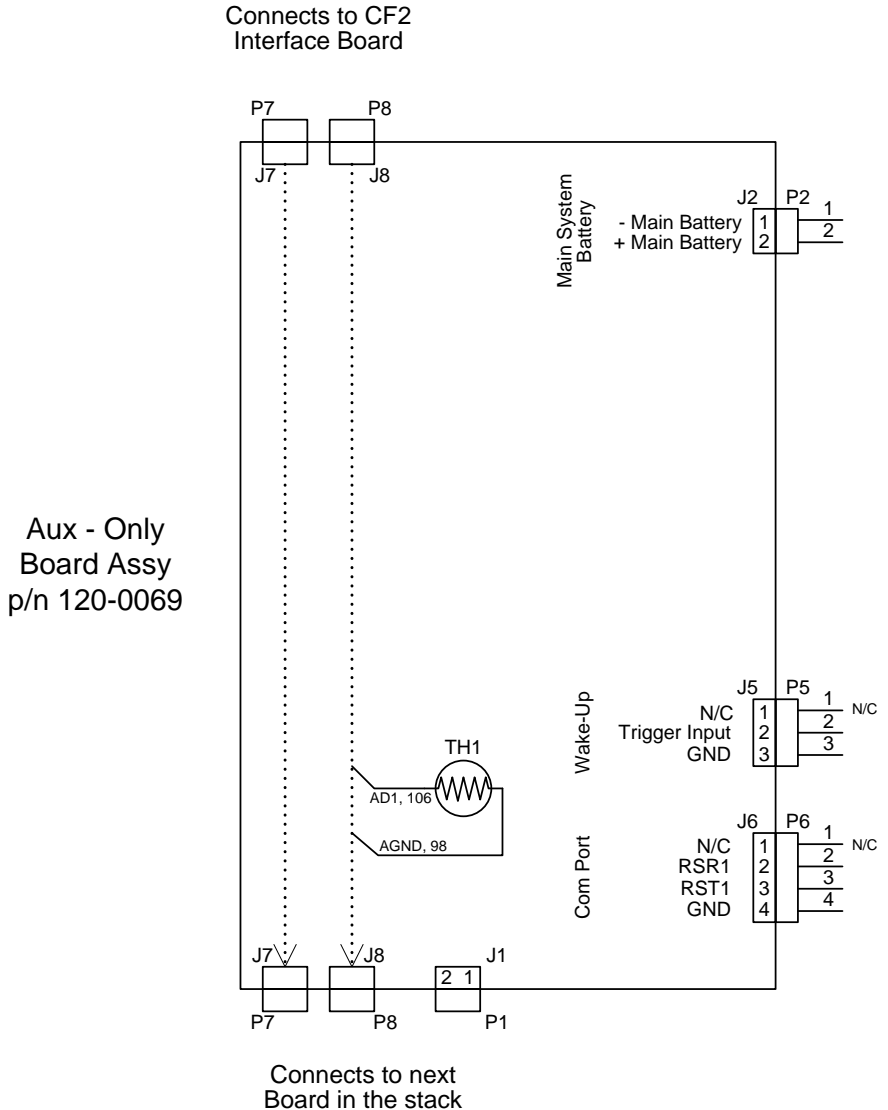 Connects to CF2
Interface Board
P7
P8
J7
J8
Main System
Battery
J2
P2
- Main Battery
1
1
+ Main Battery
2
2
Aux - Only
Board Assy
p/n 120-0069
Wake-Up
J5
P5
N/C
1
1
N/C
Trigger Input
2
2
GND
3
3
TH1
AD1, 106
AGND, 98
Com Port
J6
P6
N/C
1
1
N/C
RSR1
2
2
RST1
3
3
GND
4
4
J7
J8
J1
2 1
P7
P8
P1
Connects to next
Board in the stack